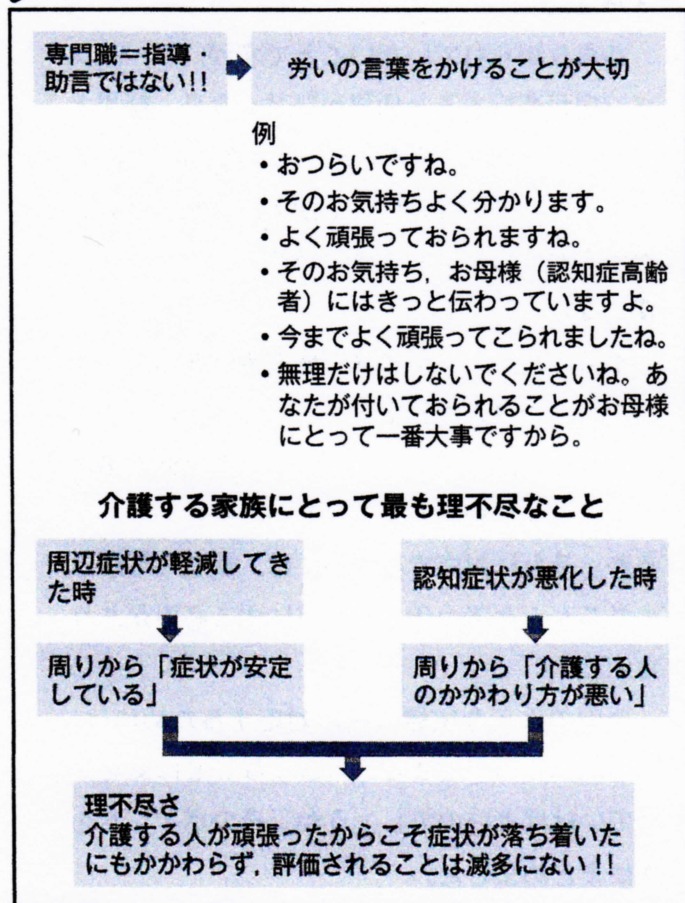 専門職＝指導・
助言ではない!!
労いの言葉をかけることが大切
例
・おつらいですね。
・そのお気持ちよく分かります。
・よく頑張っておられますね。
・そのお気持ち，お母様（認知症高齢
者）にはきっと伝わっていますよ。
・今までよく頑張ってこられましたね。
・無理だけはしないでくださいね。あ
なたが付いておられることがお母様
にとって一番大事ですから。
介護する家族にとって最も理不尽なこと
周辺症状が軽減してき
た時
周りから「症状が安定
している」
認知症状が悪化した時
周りから「介護する人
のかかわり方が悪い」
理不尽さ
介護する人が頑張ったからこそ症状が落ち着いた
にもかかわらず，評価されることは滅多にない!!